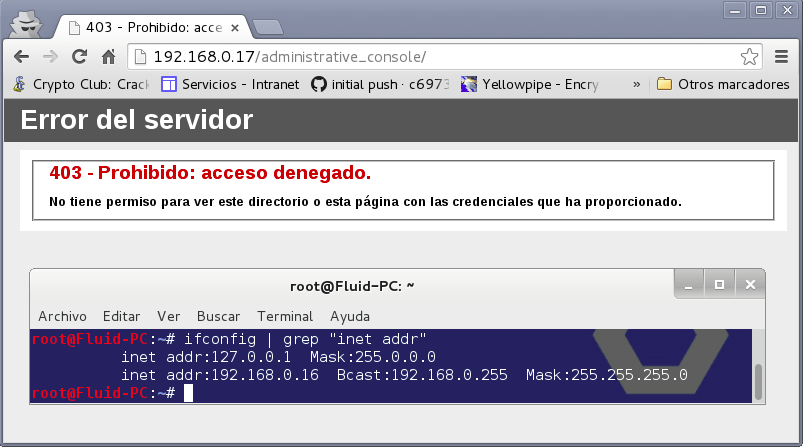 403 - Prohibido: acce
192.168.0.17/administrative_console/
Crypto Club: Crack
Servicios - Intranet
initial push · c6973
Yellowpipe - Encry
»
Otros marcadores
Error del servidor
403 - Prohibido: acceso denegado.
No tiene permiso para ver este directorio o esta página con las credenciales que ha proporcionado.
root@Fluid-PC: ~
Archivo Editar Ver Buscar Terminal Ayuda
root@Fluid-PC:~# ifconfig | grep "inet addr"
inet addr:127.0.0.1 Mask:255.0.0.0
inet addr:192.168.0.16 Bcast:192.168.0.255 Mask:255.255.255.0
root@Fluid-PC:~#